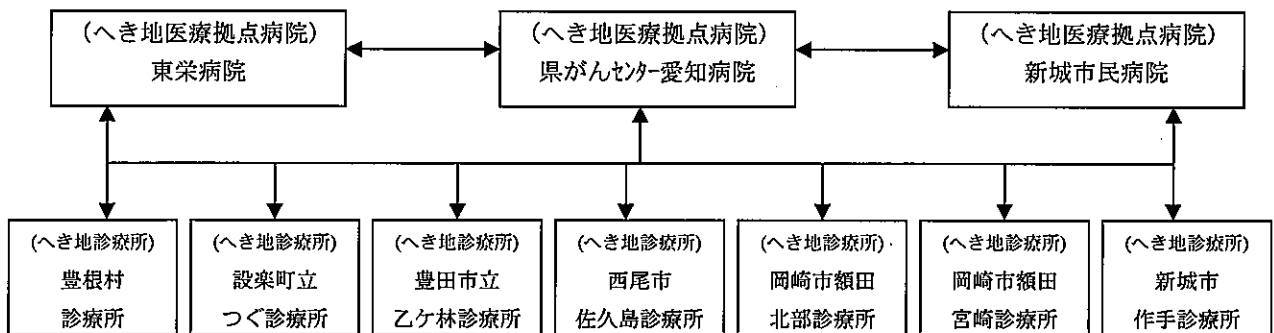 (へき地医療拠点病院)
東栄病院
(へき地医療拠点病院)
県がんセンター愛知病院
(へき地医療拠点病院)
新城市民病院
(へき地診療所)
豊根村
診療所
(へき地診療所)
設楽町立
つぐ診療所
(へき地診療所)
豊田市立
乙ケ林診療所
(へき地診療所)
西尾市
佐久島診療所
(へき地診療所)
岡崎市額田
北部診療所
(へき地診療所)
岡崎市額田
宮崎診療所
(へき地診療所)
新城市
作手診療所